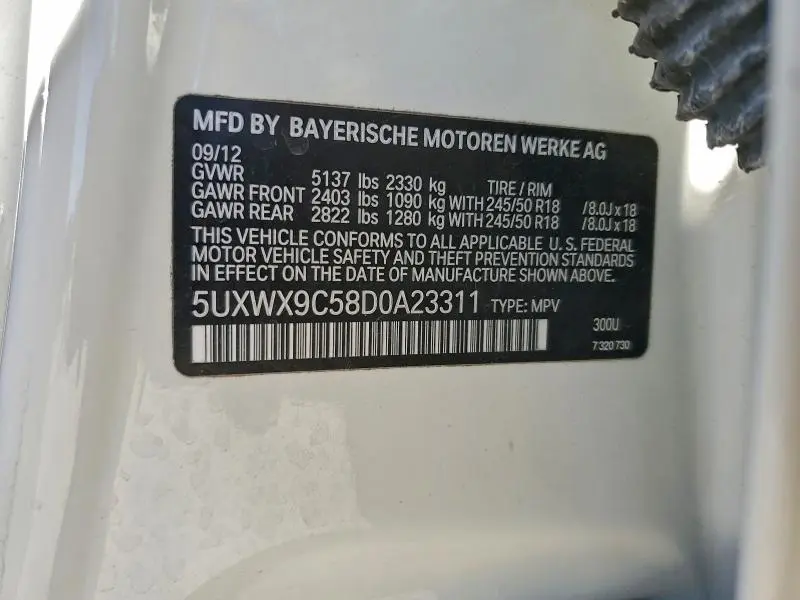 MFD BY BAYERISCHE MOTOREN WERKE AG
09/12
GVWR 5137 lbs 2330 kg TIRE / RIM
GAWR FRONT 2403 lbs 1090 kg WITH 245/50 R18 /8.0J x 18
GAWR REAR 2822 lbs 1280 kg WITH 245/50 R18 /8.0J x 18
THIS VEHICLE CONFORMS TO ALL APPLICABLE U. S. FEDERAL
MOTOR VEHICLE SAFETY AND THEFT PREVENTION STANDARDS
IN EFFECT ON THE DATE OF MANUFACTURE SHOWN ABOVE.
5UXWX9C58D0A23311 TYPE: MPV
300U
7 320 730